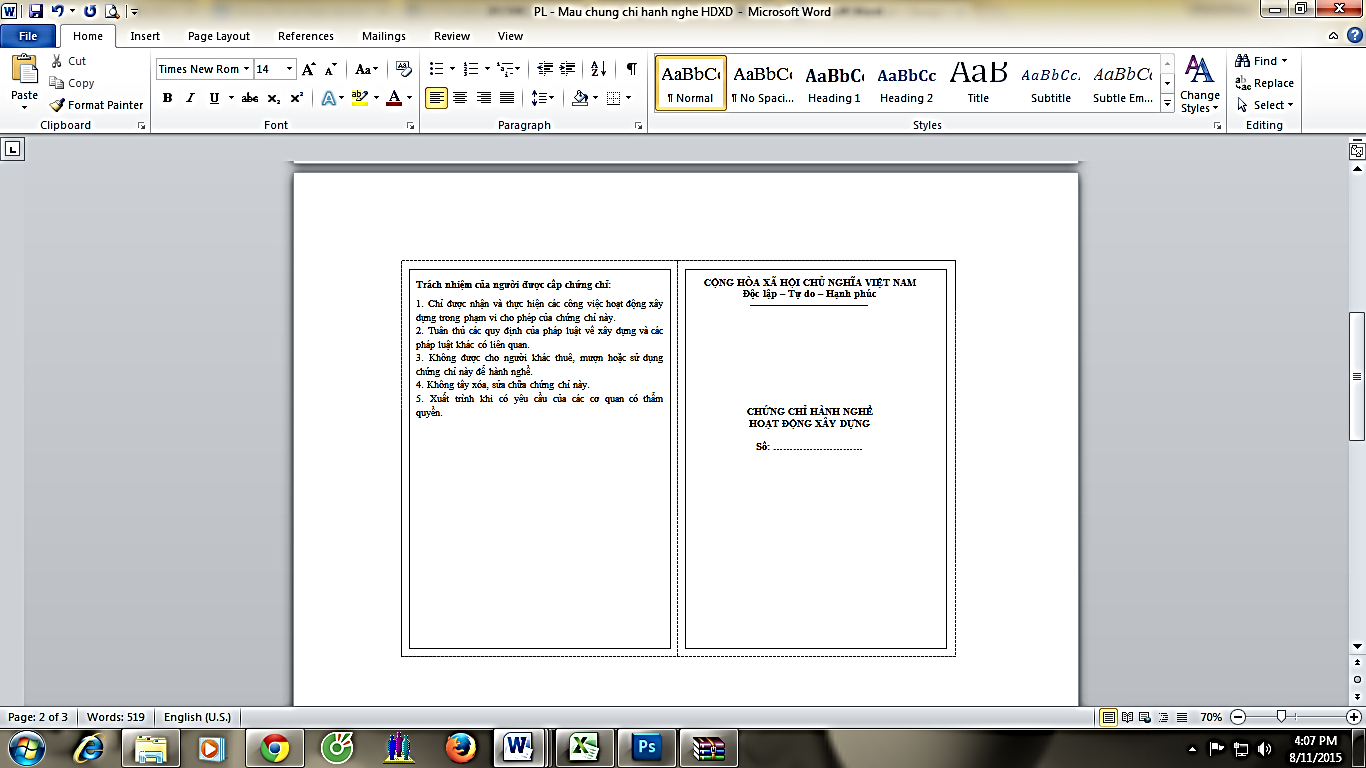 PL - Mau chung chi hanh nghe HDXD - Microsoft Word
File Home Insert Page Layout References Mailings Review View
Paste
Cut
Copy
Format Painter
Clipboard
Times New Rom 14
Font
Paragraph
AaBbCc AaBbCc AaBbCc AaBbCc AaB AaBbCc. AaBbCc
¶ Normal ¶ No Spaci... Heading 1 Heading 2 Title Subtitle Subtle Em...
Change
Styles
Styles
Find
Replace
Select
Editing
Trách nhiệm của người được cấp chứng chỉ:
1. Chỉ được nhận và thực hiện các công việc hoạt động xây
dựng trong phạm vi cho phép của chứng chỉ này.
2. Tuân thủ các quy định của pháp luật về xây dựng và các
pháp luật khác có liên quan.
3. Không được cho người khác thuê, mượn hoặc sử dụng
chứng chỉ này để hành nghề.
4. Không tẩy xóa, sửa chữa chứng chỉ này.
5. Xuất trình khi có yêu cầu của các cơ quan có thẩm
quyền.
CỘNG HÒA XÃ HỘI CHỦ NGHĨA VIỆT NAM
Độc lập – Tự do – Hạnh phúc
CHỨNG CHỈ HÀNH NGHỀ
HOẠT ĐỘNG XÂY DỰNG
Số: ...........................
Page: 2 of 3 Words: 519 English (U.S.) 70%
4:07 PM
8/11/2015